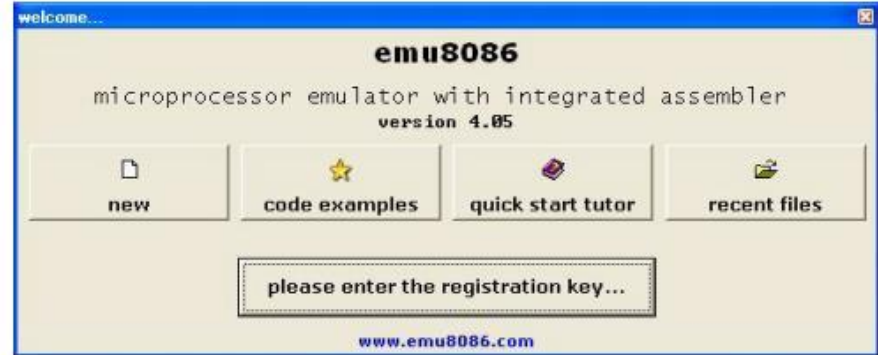 welcome...
emu8086
microprocessor emulator with integrated assembler
version 4.05
new code examples quick start tutor recent files
please enter the registration key...
www.emu8086.com